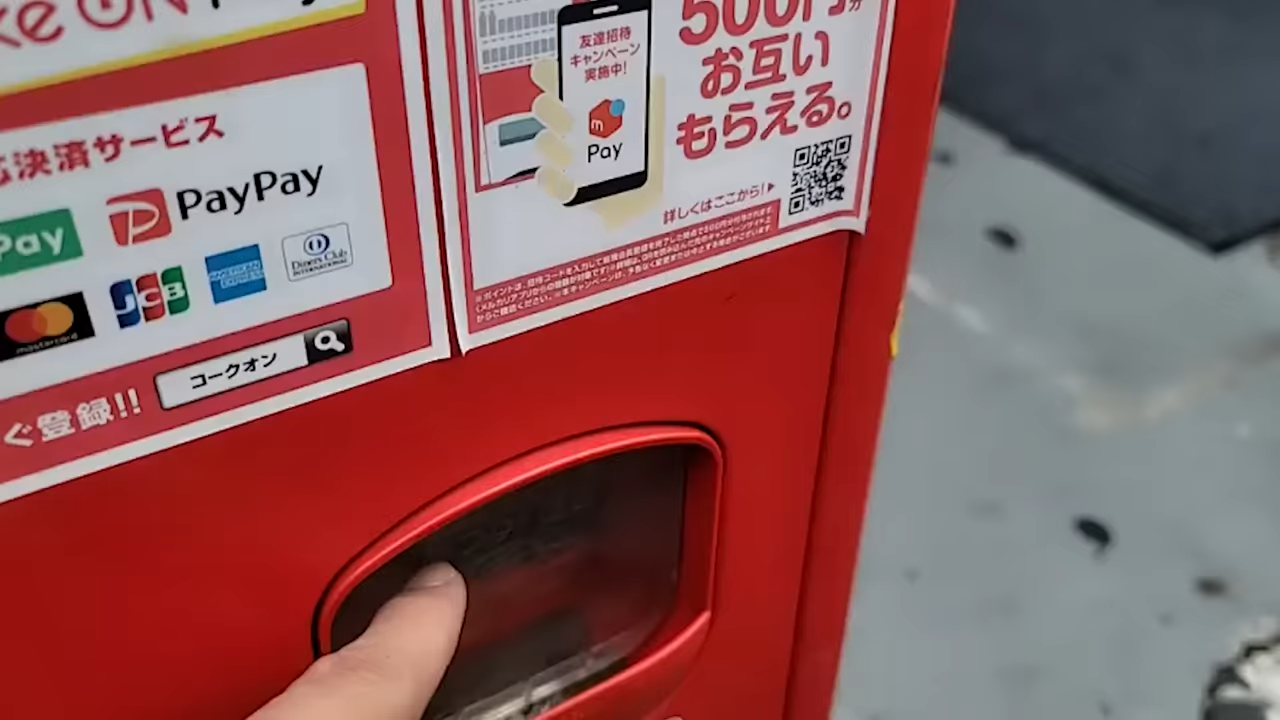 ke ON Pay
決済サービス
Pay
PayPay
mastercard
JCB
AMERICAN EXPRESS
Diners Club
INTERNATIONAL
コークオン
ぐ登録!!
友達招待
キャンペーン
実施中!
Pay
500円分
お互い
もらえる。
詳しくはここから!▶